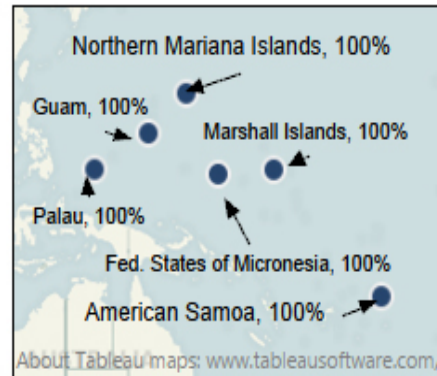 Northern Mariana Islands, 100%
Guam, 100%
Marshall Islands, 100%
Palau, 100%
Fed. States of Micronesia, 100%
American Samoa, 100%
AUSTRALIA
About Tableau maps: www.tableausoftware.com/